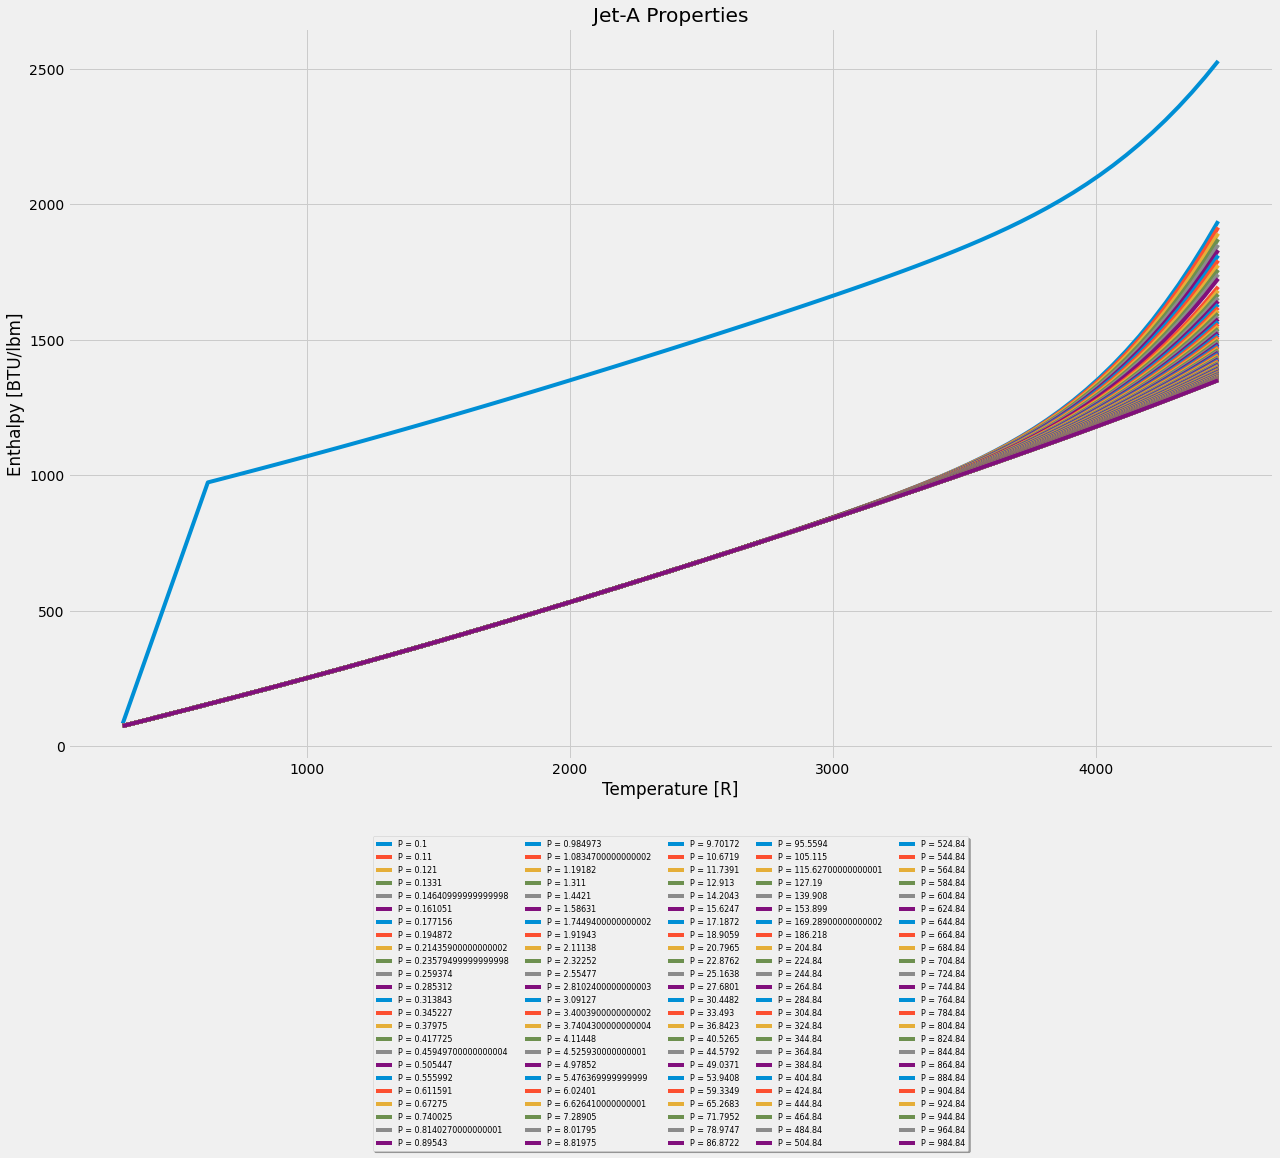 Jet-A Properties
2500
2000
1500
1000
500
0
Enthalpy [BTU/lbm]
1000 2000 3000 4000
Temperature [R]
P = 0.1 P = 0.984973 P = 9.70172 P = 95.5594 P = 524.84
P = 0.11 P = 1.0834700000000002 P = 10.6719 P = 105.115 P = 544.84
P = 0.121 P = 1.19182 P = 11.7391 P = 115.62700000000001 P = 564.84
P = 0.1331 P = 1.311 P = 12.913 P = 127.19 P = 584.84
P = 0.14640999999999998 P = 1.4421 P = 14.2043 P = 139.908 P = 604.84
P = 0.161051 P = 1.58631 P = 15.6247 P = 153.899 P = 624.84
P = 0.177156 P = 1.7449400000000002 P = 17.1872 P = 169.28900000000002 P = 644.84
P = 0.194872 P = 1.91943 P = 18.9059 P = 186.218 P = 664.84
P = 0.21435900000000002 P = 2.11138 P = 20.7965 P = 204.84 P = 684.84
P = 0.23579499999999998 P = 2.32252 P = 22.8762 P = 224.84 P = 704.84
P = 0.259374 P = 2.55477 P = 25.1638 P = 244.84 P = 724.84
P = 0.285312 P = 2.8102400000000003 P = 27.6801 P = 264.84 P = 744.84
P = 0.313843 P = 3.09127 P = 30.4482 P = 284.84 P = 764.84
P = 0.345227 P = 3.4003900000000002 P = 33.493 P = 304.84 P = 784.84
P = 0.37975 P = 3.7404300000000004 P = 36.8423 P = 324.84 P = 804.84
P = 0.417725 P = 4.11448 P = 40.5265 P = 344.84 P = 824.84
P = 0.45949700000000004 P = 4.525930000000001 P = 44.5792 P = 364.84 P = 844.84
P = 0.505447 P = 4.97852 P = 49.0371 P = 384.84 P = 864.84
P = 0.555992 P = 5.476369999999999 P = 53.9408 P = 404.84 P = 884.84
P = 0.611591 P = 6.02401 P = 59.3349 P = 424.84 P = 904.84
P = 0.67275 P = 6.626410000000001 P = 65.2683 P = 444.84 P = 924.84
P = 0.740025 P = 7.28905 P = 71.7952 P = 464.84 P = 944.84
P = 0.8140270000000001 P = 8.01795 P = 78.9747 P = 484.84 P = 964.84
P = 0.89543 P = 8.81975 P = 86.8722 P = 504.84 P = 984.84